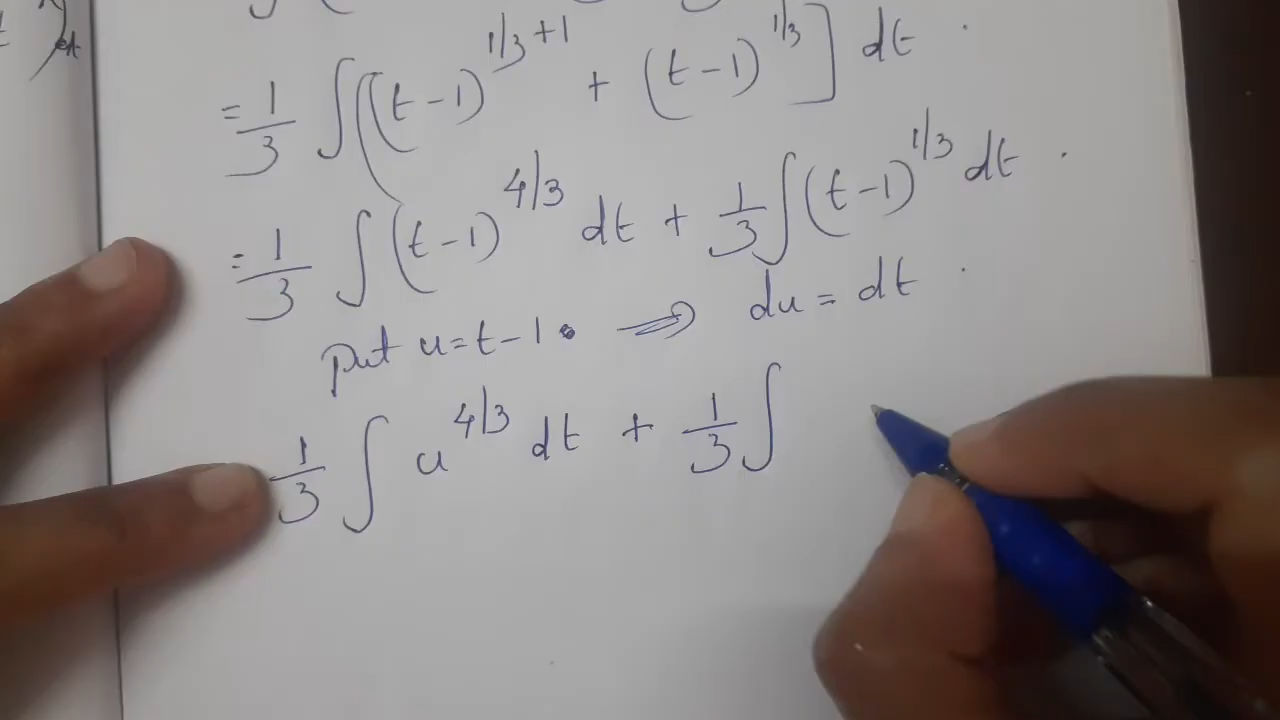 = 1/3 ∫ [(t-1)^{1/3+1} + (t-1)^{1/3}] dt .
= 1/3 ∫ (t-1)^{4/3} dt + 1/3 ∫ (t-1)^{1/3} dt .
put u=t-1. ⇒ du = dt .
1/3 ∫ u^{4/3} dt + 1/3 ∫